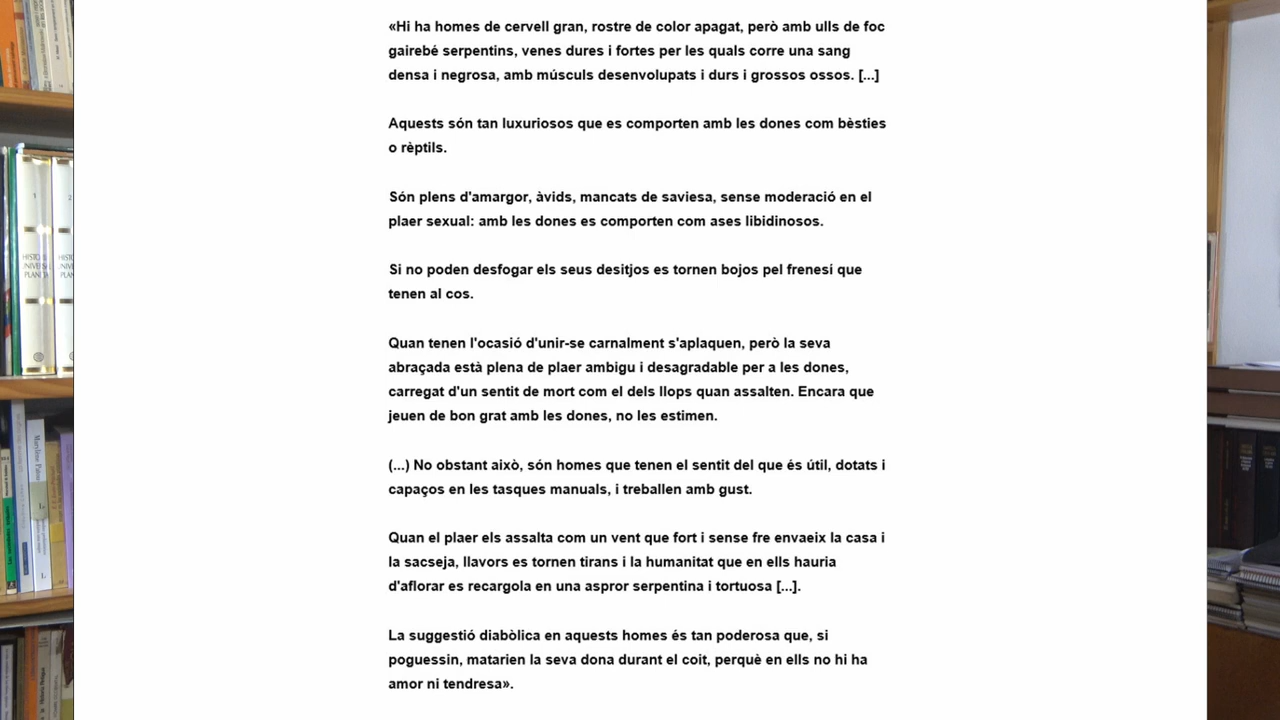 «Hi ha homes de cervell gran, rostre de color apagat, però amb ulls de foc
gairebé serpentins, venes dures i fortes per les quals corre una sang
densa i negrosa, amb músculs desenvolupats i durs i grossos ossos. [...]
Aquests són tan luxuriosos que es comporten amb les dones com bèsties
o rèptils.
Són plens d'amargor, àvids, mancats de saviesa, sense moderació en el
plaer sexual: amb les dones es comporten com ases libidinosos.
Si no poden desfogar els seus desitjos es tornen bojos pel frenesí que
tenen al cos.
Quan tenen l'ocasió d'unir-se carnalment s'aplaquen, però la seva
abraçada està plena de plaer ambigu i desagradable per a les dones,
carregat d'un sentit de mort com el dels llops quan assalten. Encara que
jeuen de bon grat amb les dones, no les estimen.
(...) No obstant això, són homes que tenen el sentit del que és útil, dotats i
capaços en les tasques manuals, i treballen amb gust.
Quan el plaer els assalta com un vent que fort i sense fre envaeix la casa i
la sacseja, llavors es tornen tirans i la humanitat que en ells hauria
d'aflorar es recargola en una aspror serpentina i tortuosa [...].
La suggestió diabòlica en aquests homes és tan poderosa que, si
poguessin, matarien la seva dona durant el coit, perquè en ells no hi ha
amor ni tendresa».
1
2